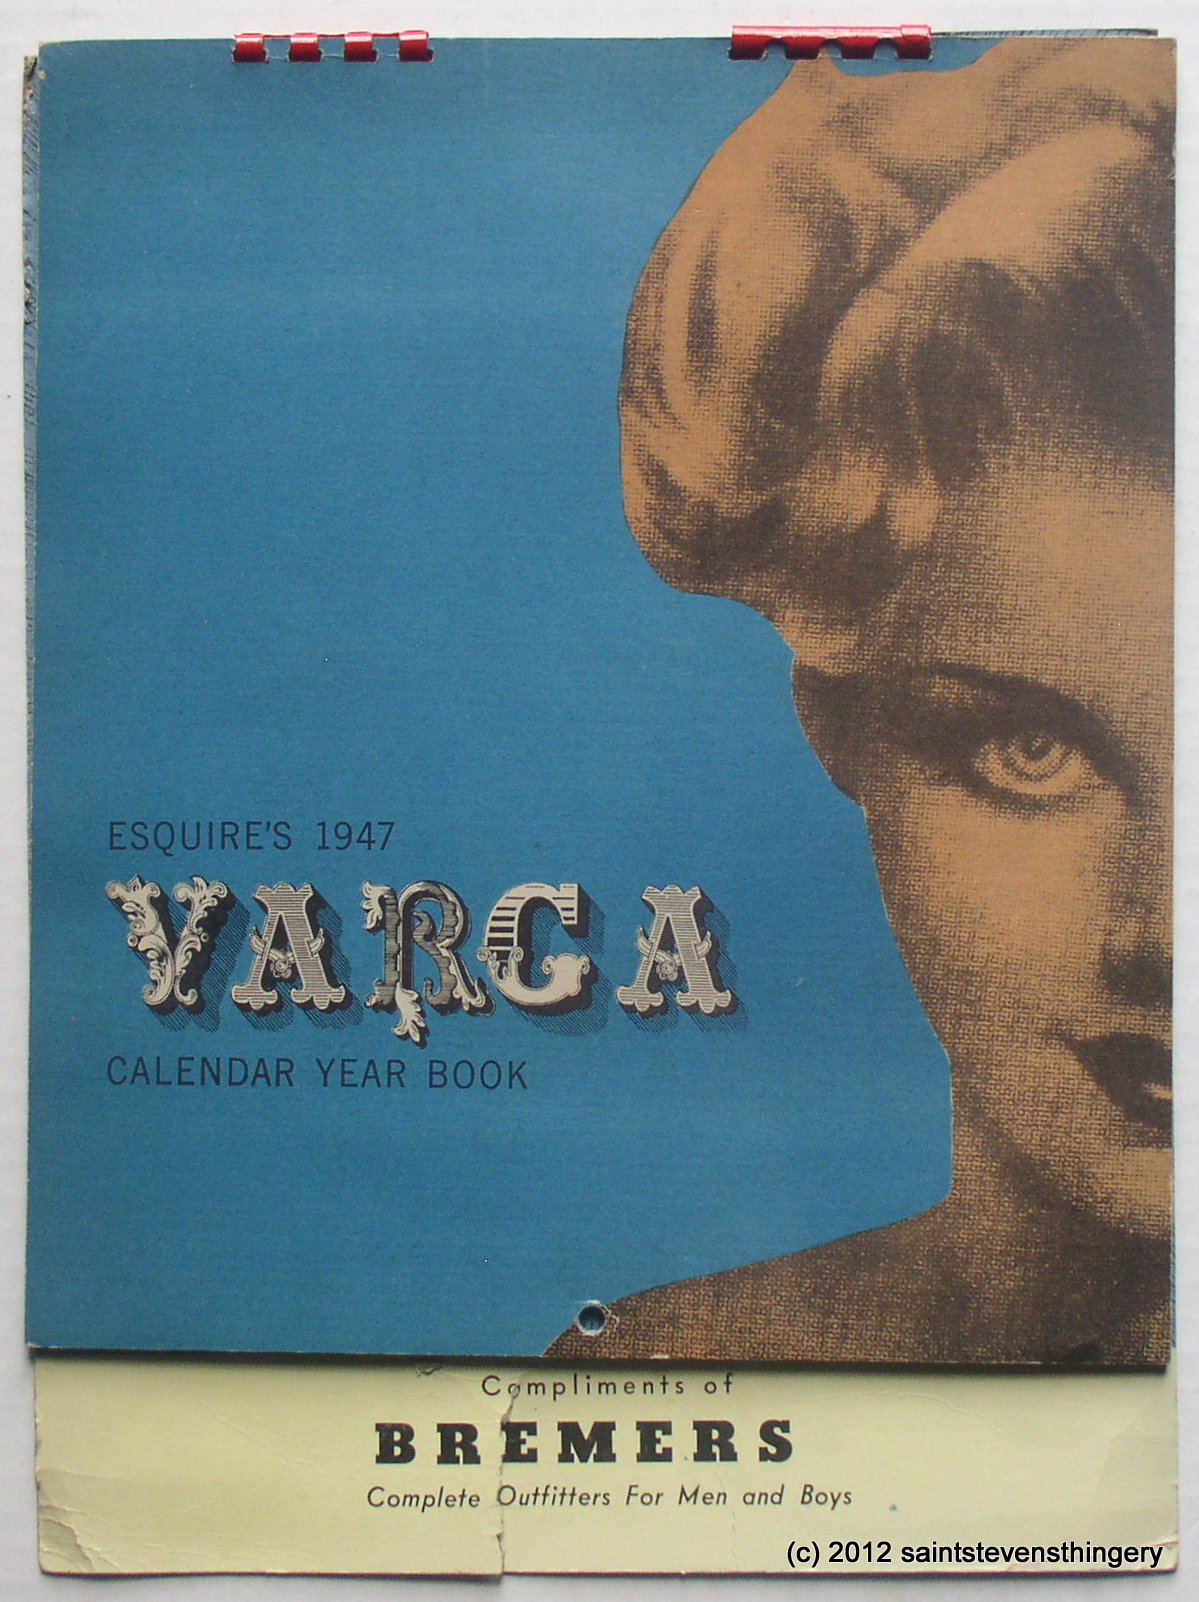 ESQUIRE'S 1947
VARGA
CALENDAR YEAR BOOK
Compliments of
BREMERS
Complete Outfitters For Men and Boys
(c) 2012 saintstevensthingery